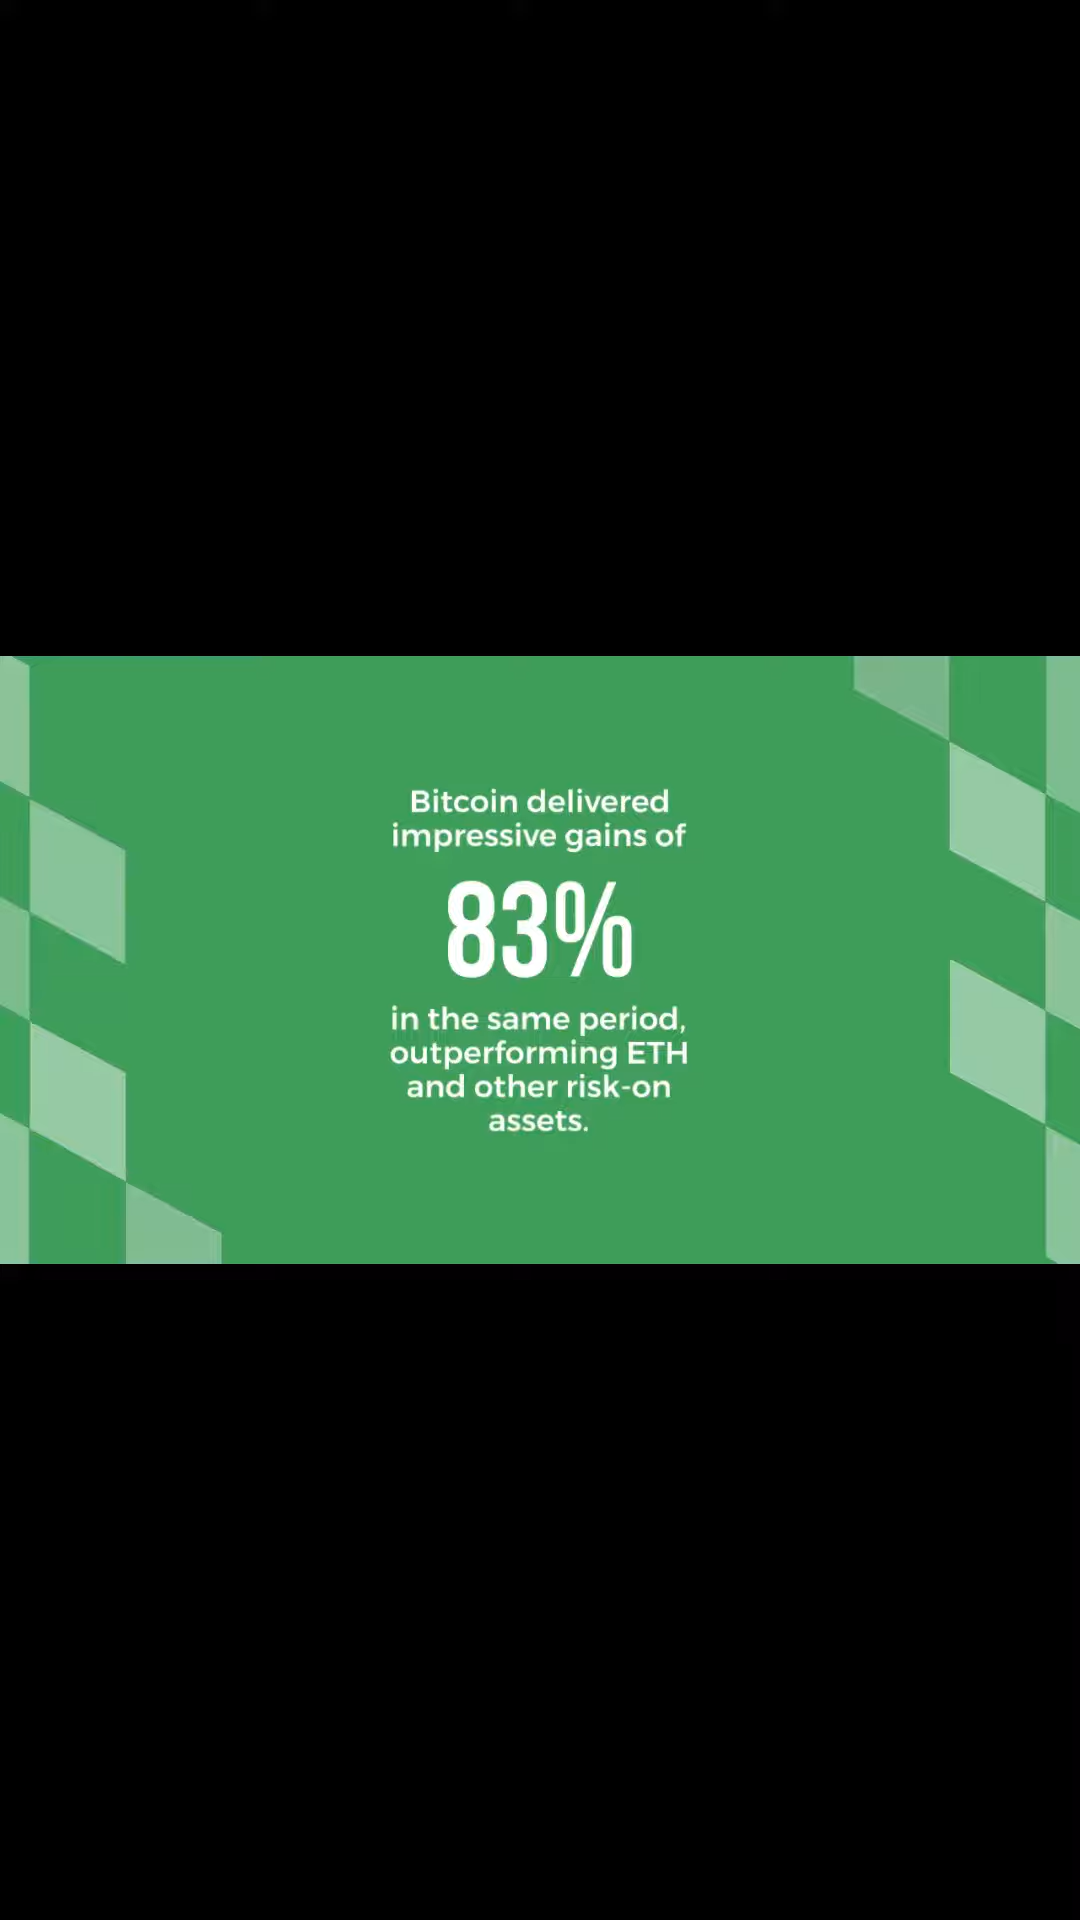 Bitcoin delivered
impressive gains of
83%
in the same period,
outperforming ETH
and other risk-on
assets.